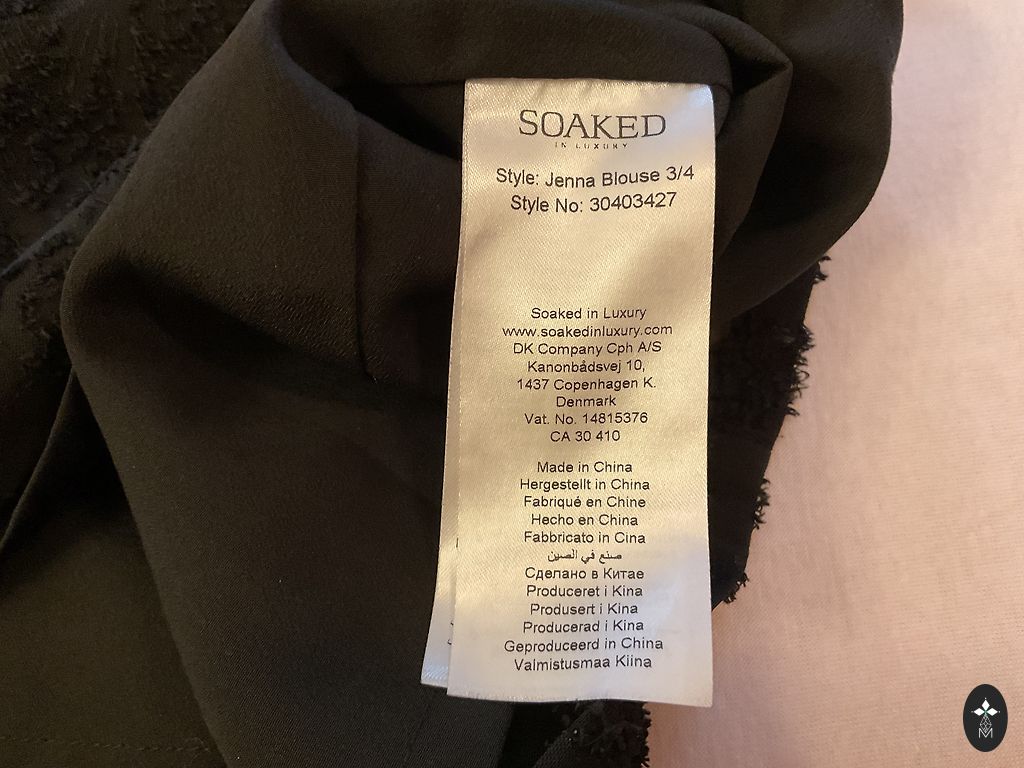 SOAKED
IN LUXURY
Style: Jenna Blouse 3/4
Style No: 30403427
Soaked in Luxury
www.soakedinluxury.com
DK Company Cph A/S
Kanonbådsvej 10,
1437 Copenhagen K.
Denmark
Vat. No. 14815376
CA 30 410
Made in China
Hergestellt in China
Fabriqué en Chine
Hecho en China
Fabbricato in Cina
صنع في الصين
Сделано в Китае
Produceret i Kina
Produsert i Kina
Producerad i Kina
Geproduceerd in China
Valmistusmaa Kiina
M